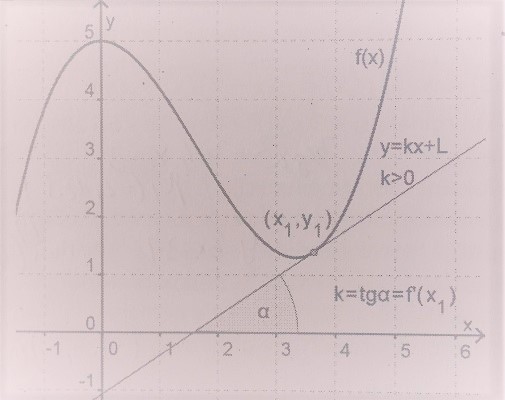 y
5
f(x)
4
y=kx+L
3
k>0
2
(x₁,y₁)
1
α
k=tgα=f'(x₁)
0
x
-1 0 1 2 3 4 5 6
-1